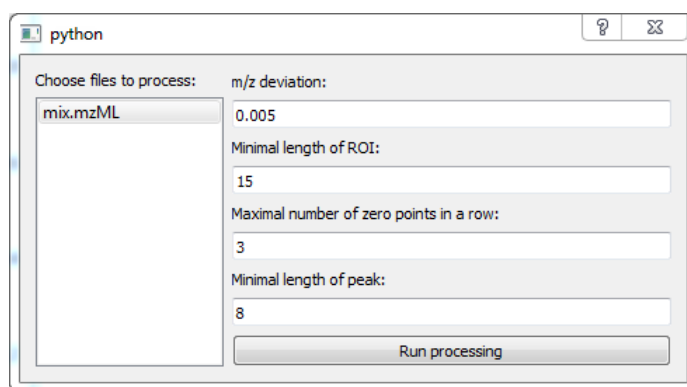 python
Choose files to process:
mix.mzML
m/z deviation:
0.005
Minimal length of ROI:
15
Maximal number of zero points in a row:
3
Minimal length of peak:
8
Run processing